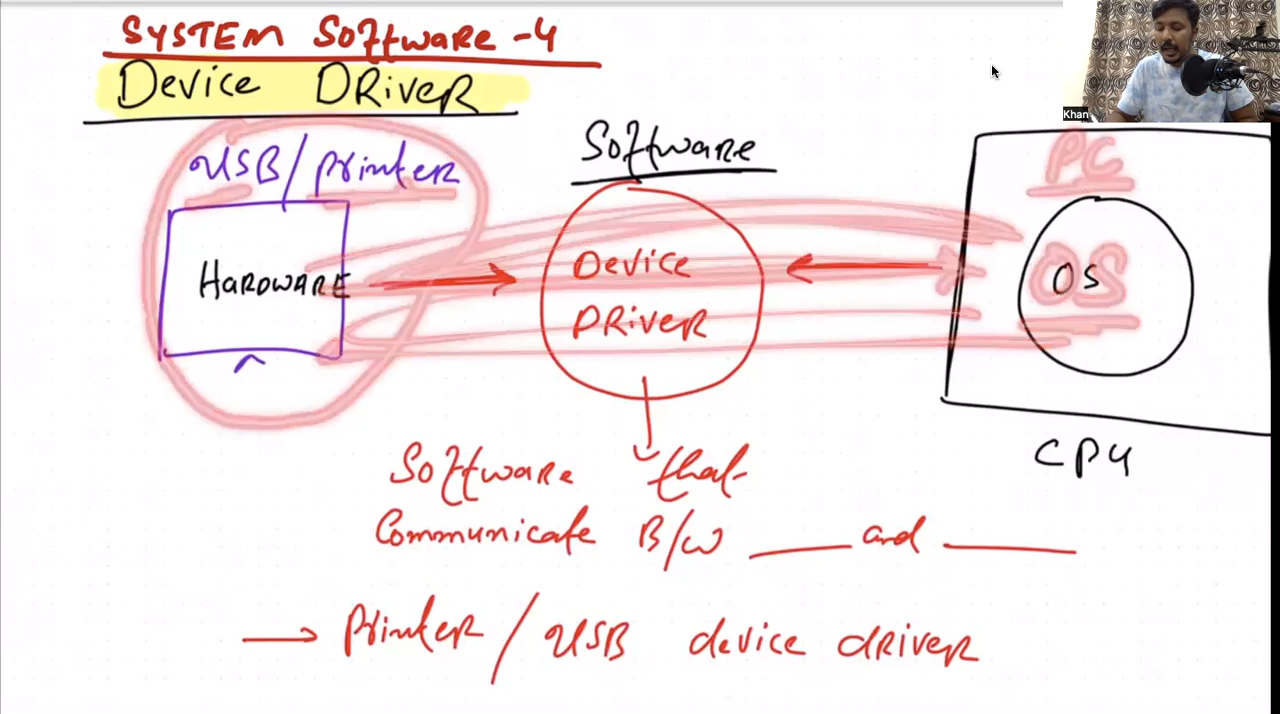 SYSTEM Software -4
Device DRiveR
USB/printer
Software
PC
HARDWARE
Device
DRiveR
OS
CPU
Software that
Communicate B/W ____ and ____
→ printer / USB device driver
Khan